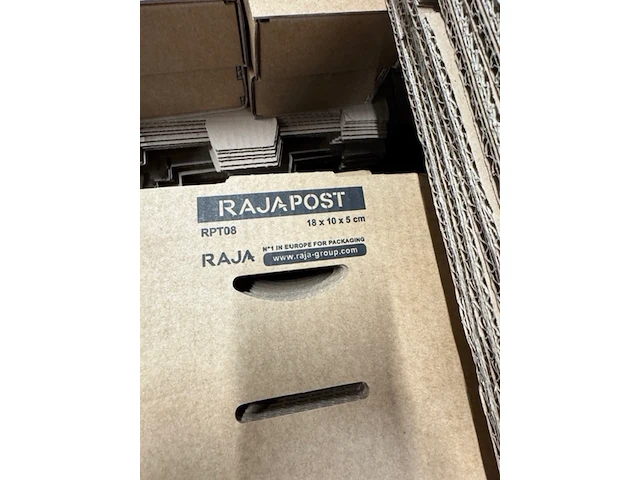 RAJAPOST
RPT08 18 x 10 x 5 cm
RAJA N°1 IN EUROPE FOR PACKAGING
www.raja-group.com